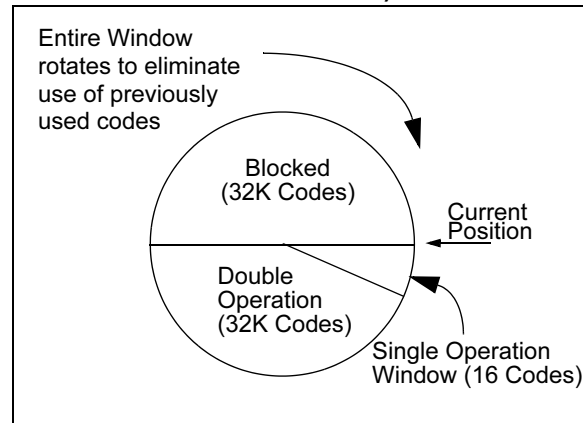 Entire Window
rotates to eliminate
use of previously
used codes
Blocked
(32K Codes)
Current
Position
Double
Operation
(32K Codes)
Single Operation
Window (16 Codes)